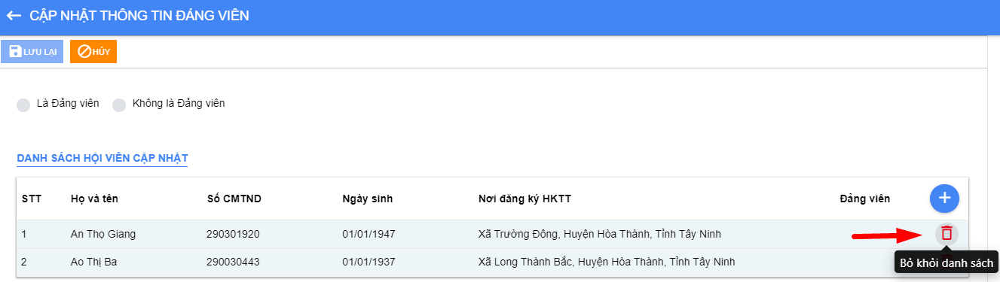 CẬP NHẬT THÔNG TIN ĐẢNG VIÊN
LƯU LẠI HỦY
Là Đảng viên Không là Đảng viên
DANH SÁCH HỘI VIÊN CẬP NHẬT
STT Họ và tên Số CMTND Ngày sinh Nơi đăng ký HKTT Đảng viên
1 An Thọ Giang 290301920 01/01/1947 Xã Trường Đông, Huyện Hòa Thành, Tỉnh Tây Ninh
2 Ao Thị Ba 290030443 01/01/1937 Xã Long Thành Bắc, Huyện Hòa Thành, Tỉnh Tây Ninh
Bỏ khỏi danh sách